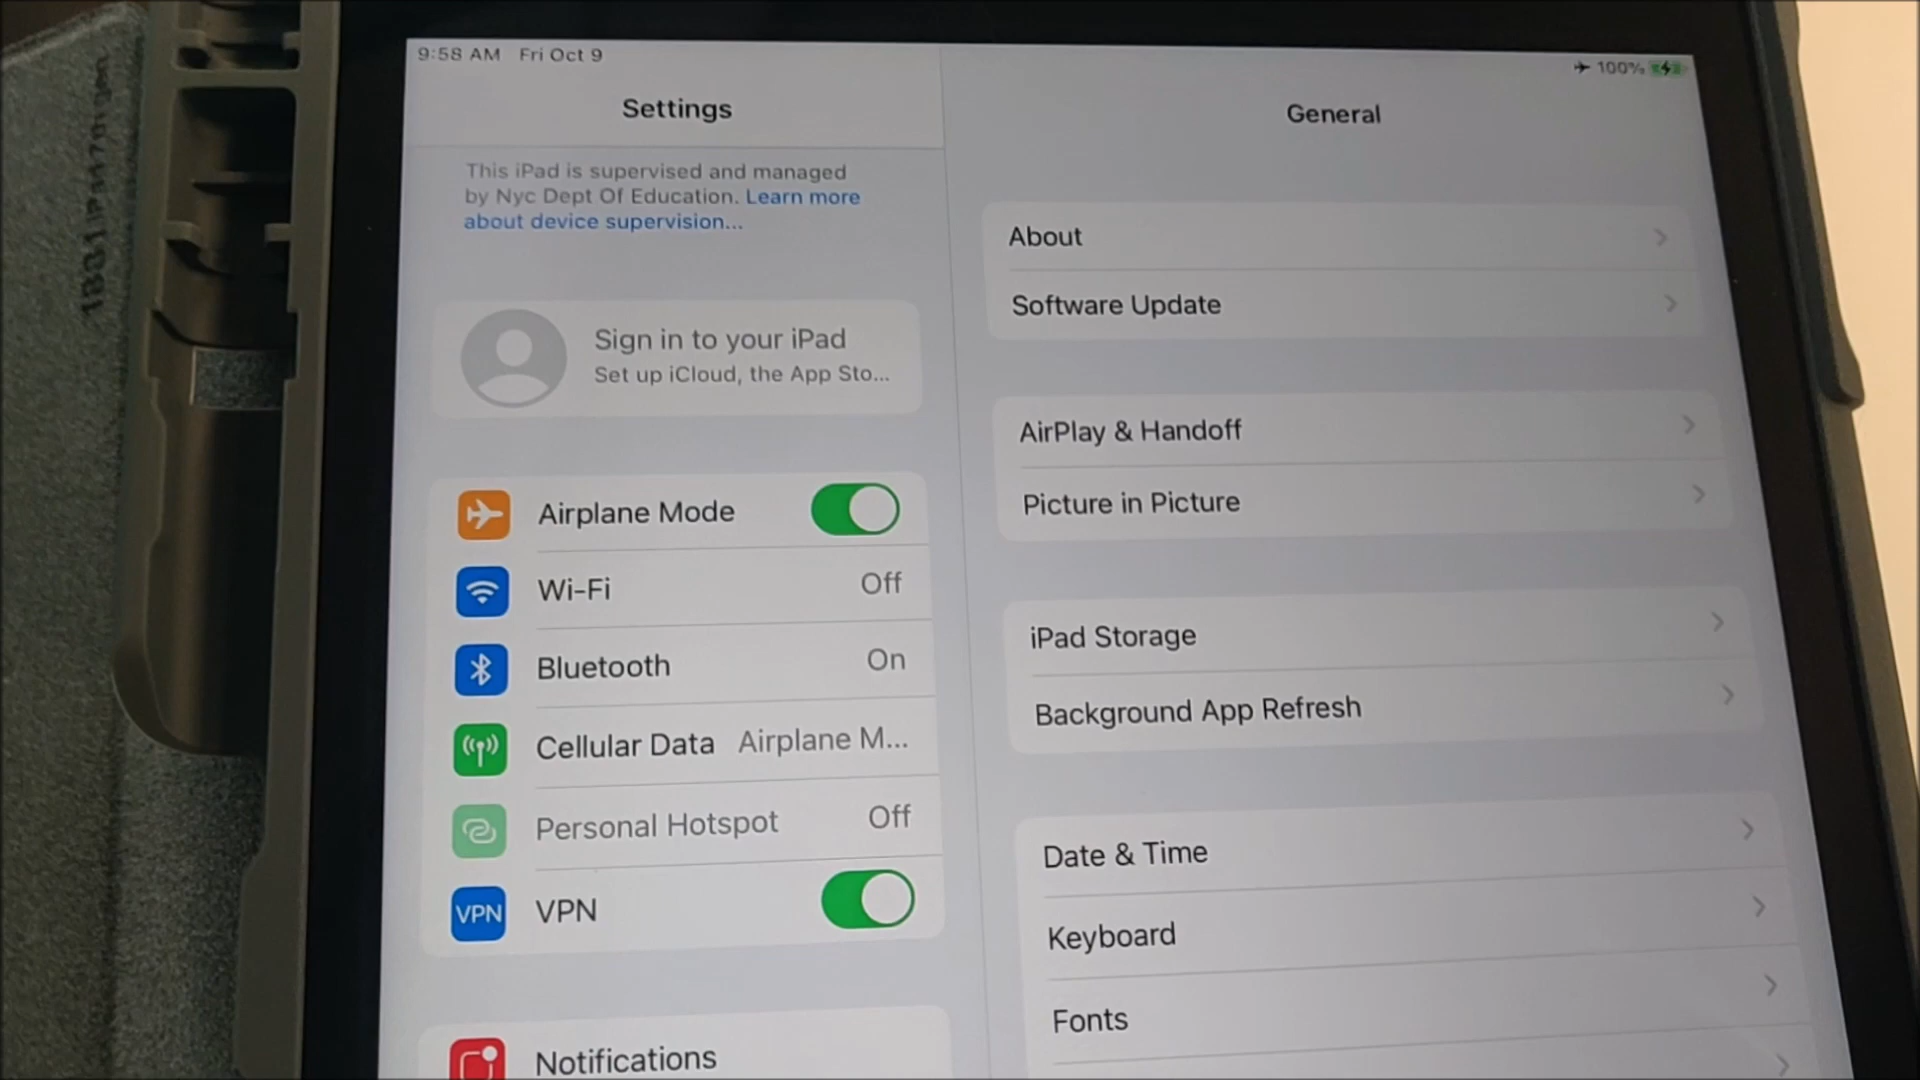 9:58 AM Fri Oct 9
100%
Settings
This iPad is supervised and managed
by Nyc Dept Of Education. Learn more
about device supervision...
Sign in to your iPad
Set up iCloud, the App Sto...
Airplane Mode
Wi-Fi Off
Bluetooth On
Cellular Data Airplane M...
Personal Hotspot Off
VPN VPN
Notifications
General
About
Software Update
AirPlay & Handoff
Picture in Picture
iPad Storage
Background App Refresh
Date & Time
Keyboard
Fonts